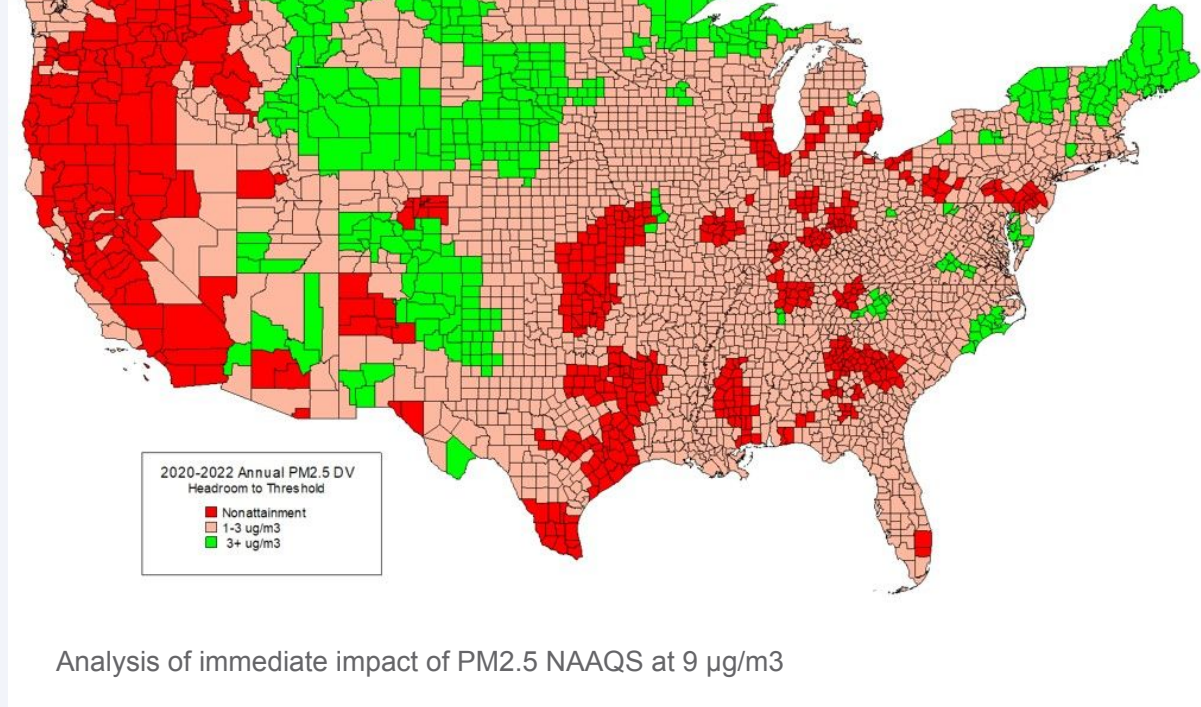 2020-2022 Annual PM2.5 DV
Headroom to Threshold
Nonattainment
1-3 ug/m3
3+ ug/m3
Analysis of immediate impact of PM2.5 NAAQS at 9 µg/m3